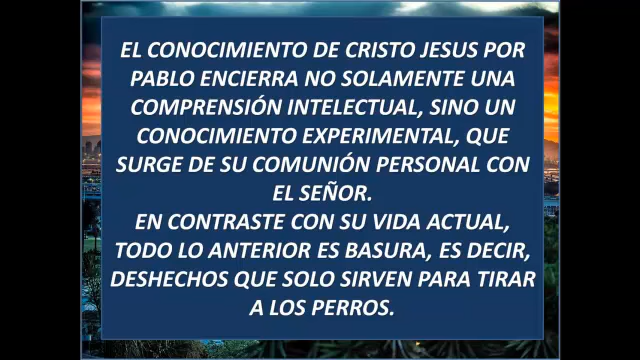 EL CONOCIMIENTO DE CRISTO JESUS POR
PABLO ENCIERRA NO SOLAMENTE UNA
COMPRENSIÓN INTELECTUAL, SINO UN
CONOCIMIENTO EXPERIMENTAL, QUE
SURGE DE SU COMUNIÓN PERSONAL CON
EL SEÑOR.
EN CONTRASTE CON SU VIDA ACTUAL,
TODO LO ANTERIOR ES BASURA, ES DECIR,
DESHECHOS QUE SOLO SIRVEN PARA TIRAR
A LOS PERROS.